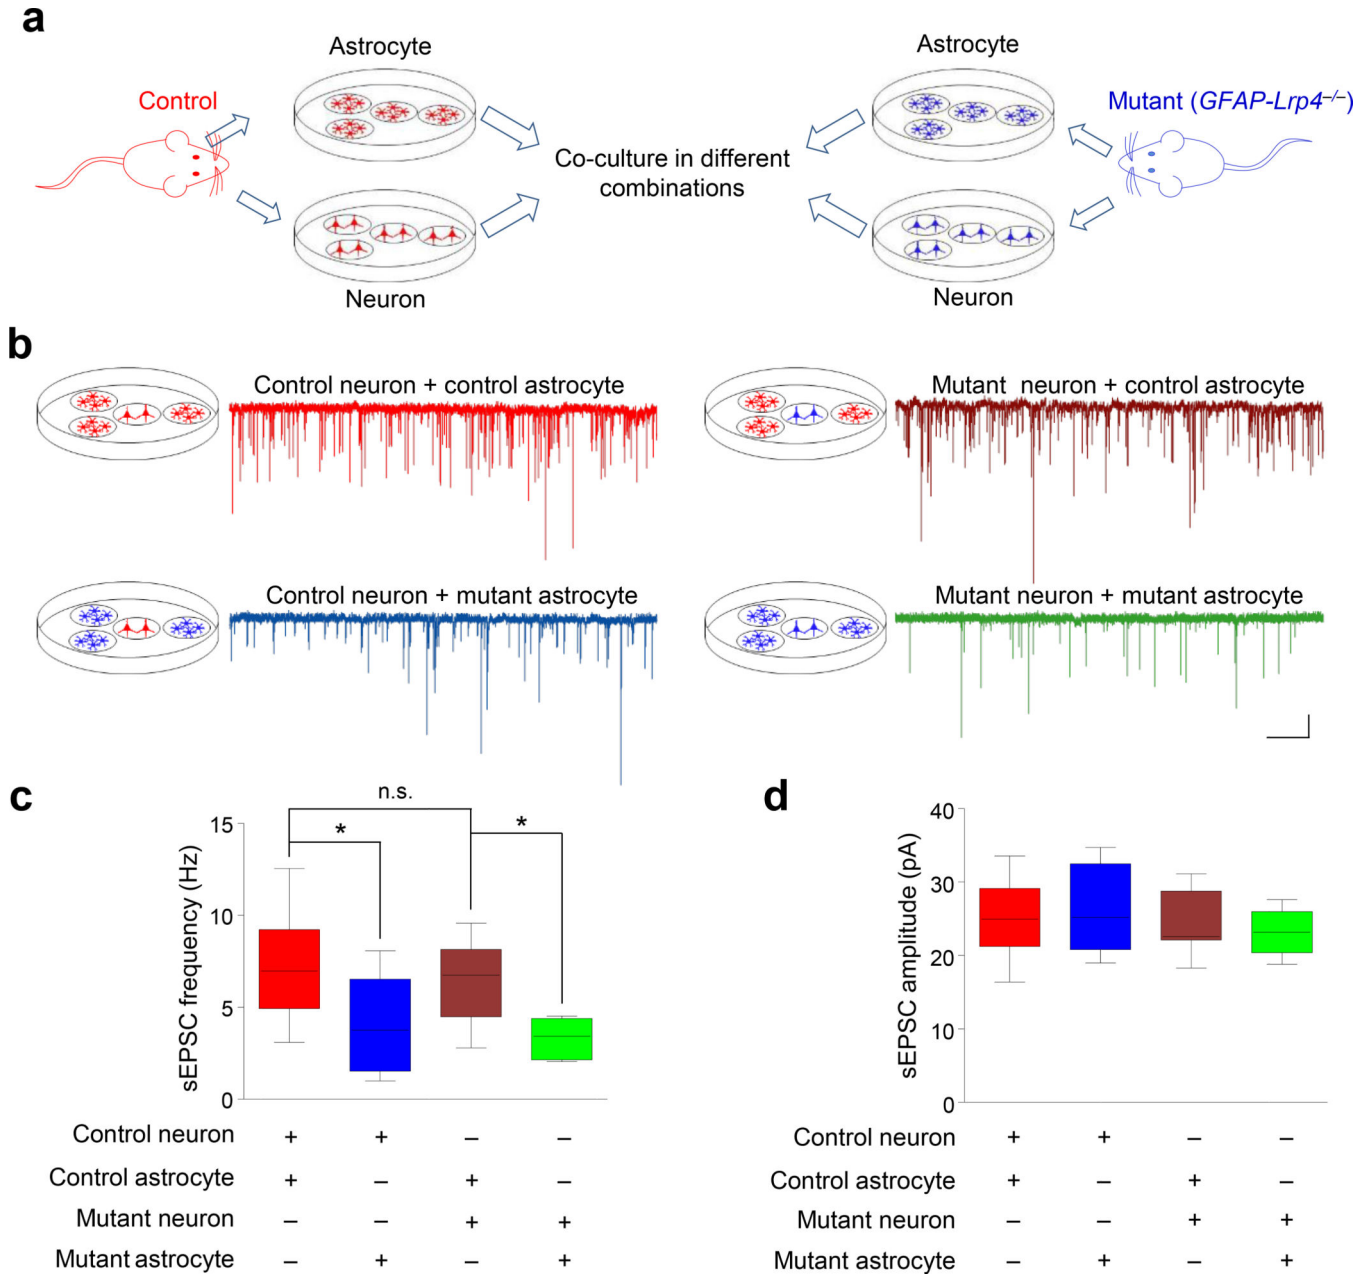 a
Astrocyte
Astrocyte
Control
Mutant (GFAP-Lrp4–/–)
Co-culture in different
combinations
Neuron
Neuron
b
Control neuron + control astrocyte
Mutant neuron + control astrocyte
Control neuron + mutant astrocyte
Mutant neuron + mutant astrocyte
c
n.s.
*
*
15
10
5
0
sEPSC frequency (Hz)
Control neuron + + – –
Control astrocyte + – + –
Mutant neuron – – + +
Mutant astrocyte – + – +
d
40
30
20
10
0
sEPSC amplitude (pA)
Control neuron + + – –
Control astrocyte + – + –
Mutant neuron – – + +
Mutant astrocyte – + – +